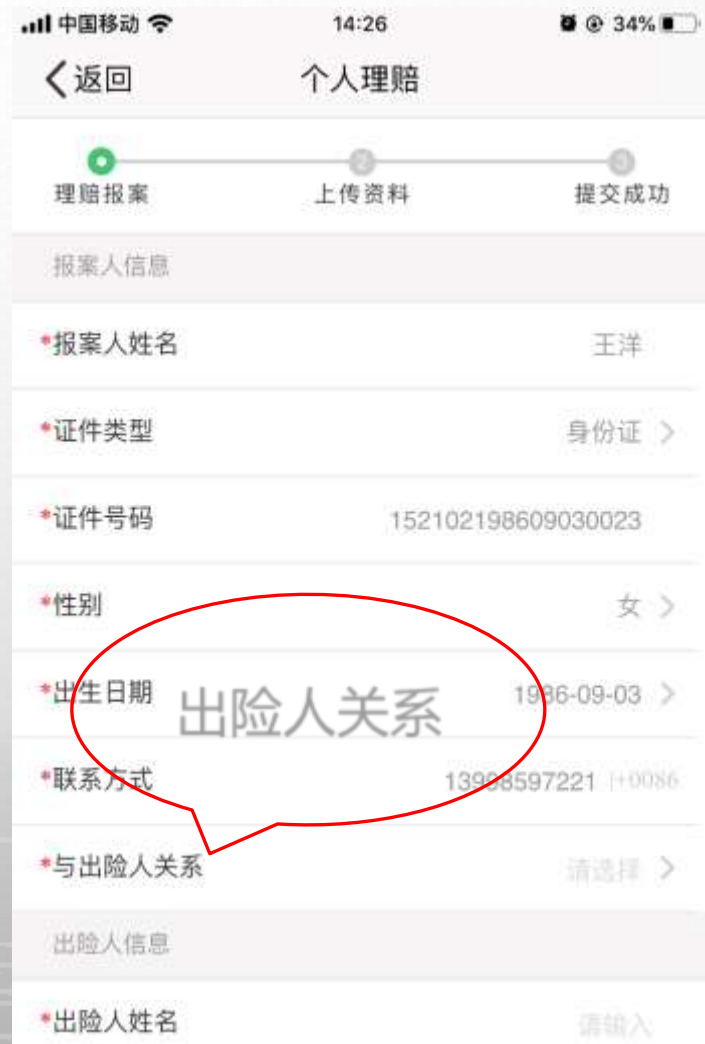 中国移动 14:26 34%
返回 个人理赔
2 3
理赔报案 上传资料 提交成功
报案人信息
*报案人姓名 王洋
*证件类型 身份证
*证件号码 152102198609030023
*性别 女
*出生日期 1986-09-03
出险人关系
*联系方式 13998597221 +0086
*与出险人关系 请选择
出险人信息
*出险人姓名 请输入